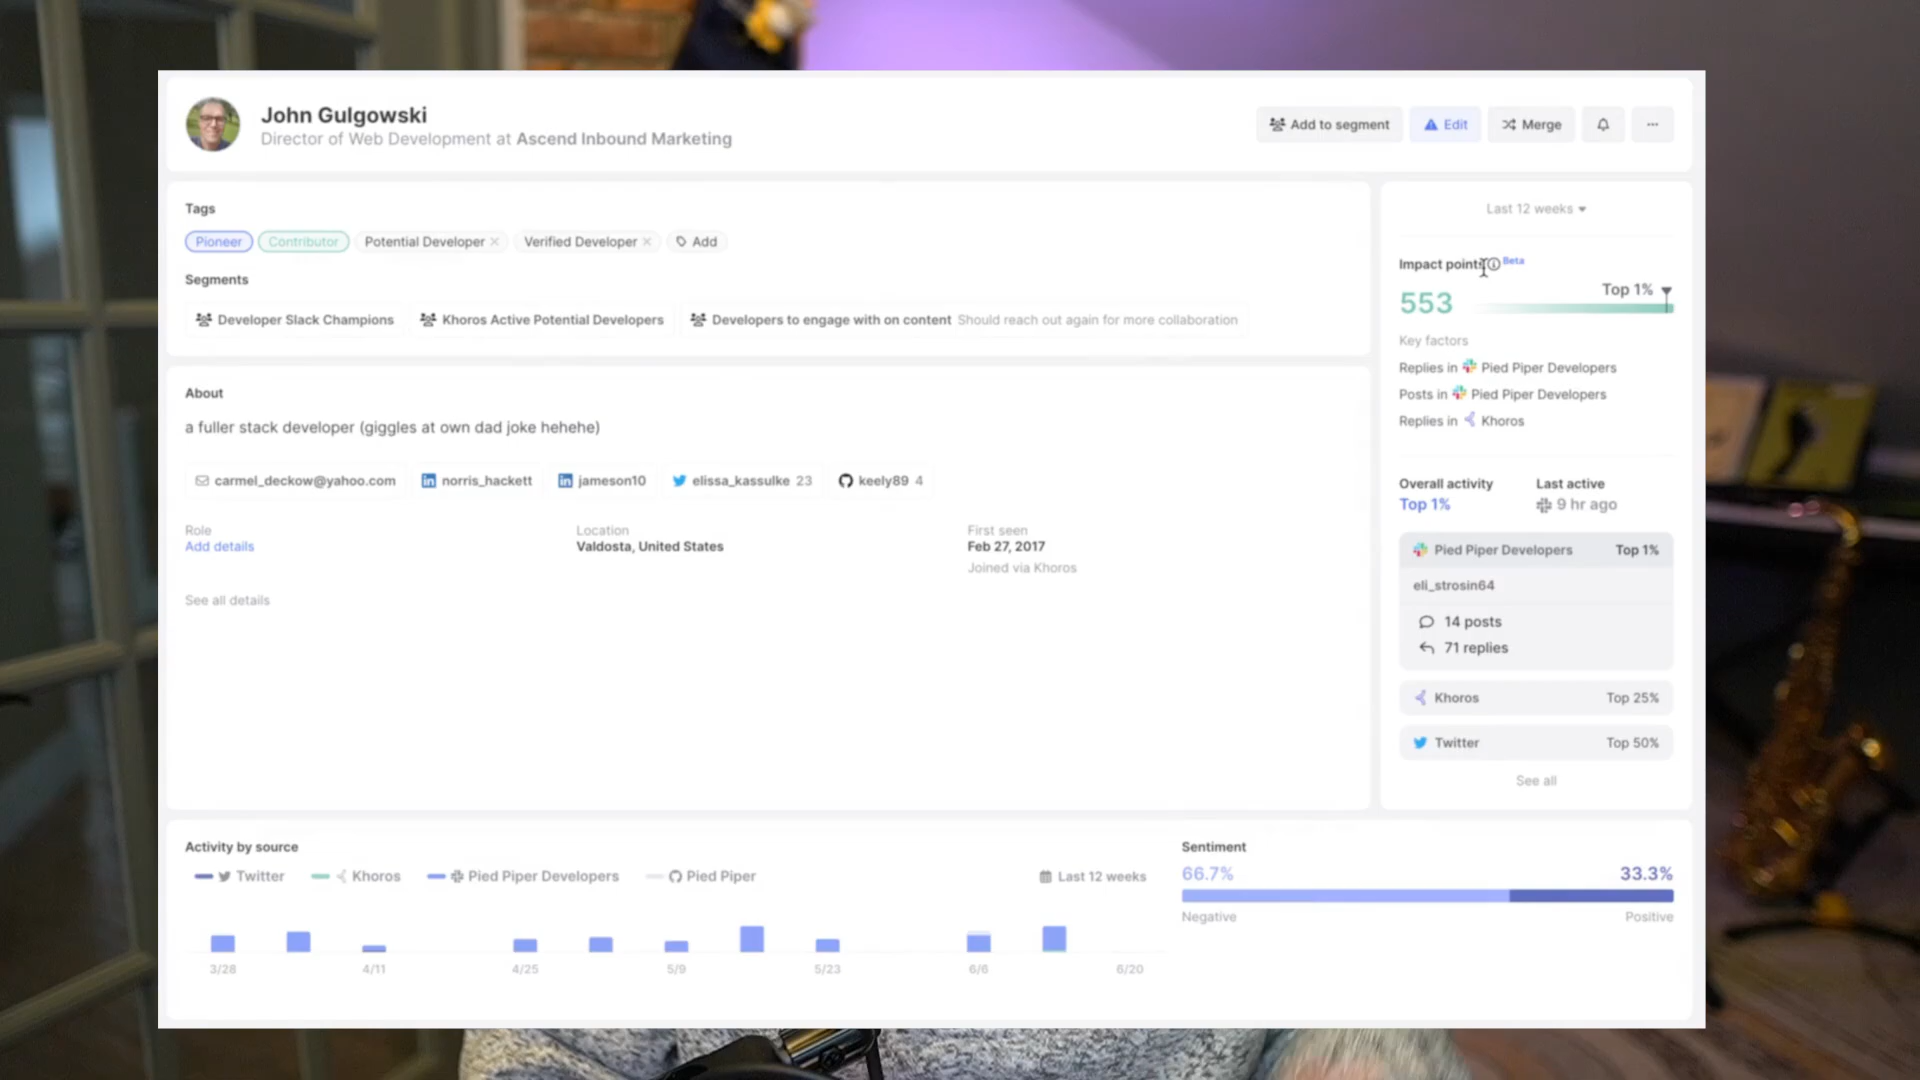 John Gulgowski
Director of Web Development at Ascend Inbound Marketing
Add to segment
Edit
Merge
Tags
Pioneer
Contributor
Potential Developer
Verified Developer
Add
Segments
Developer Slack Champions
Khoros Active Potential Developers
Developers to engage with on content Should reach out again for more collaboration
About
a fuller stack developer (giggles at own dad joke hehehe)
carmel_deckow@yahoo.com
norris_hackett
jameson10
elissa_kassulke 23
keely89 4
Role
Add details
Location
Valdosta, United States
First seen
Feb 27, 2017
Joined via Khoros
See all details
Last 12 weeks
Impact points Beta
553
Top 1%
Key factors
Replies in Pied Piper Developers
Posts in Pied Piper Developers
Replies in Khoros
Overall activity
Top 1%
Last active
9 hr ago
Pied Piper Developers Top 1%
eli_strosin64
14 posts
71 replies
Khoros Top 25%
Twitter Top 50%
See all
Activity by source
Twitter
Khoros
Pied Piper Developers
Pied Piper
Last 12 weeks
3/28 4/11 4/25 5/9 5/23 6/6 6/20
Sentiment
66.7% 33.3%
Negative Positive